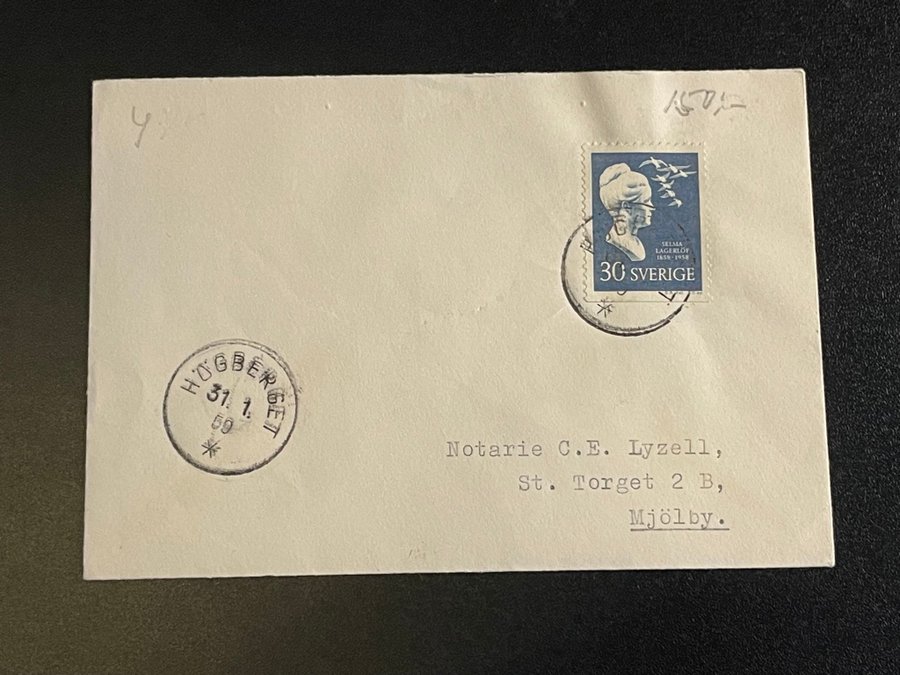 SELMA
LAGERLÖF
1858-1958
30 SVERIGE
HÖGBERGET
31. 1.
59
*
Notarie C.E. Lyzell,
St. Torget 2 B,
Mjölby.